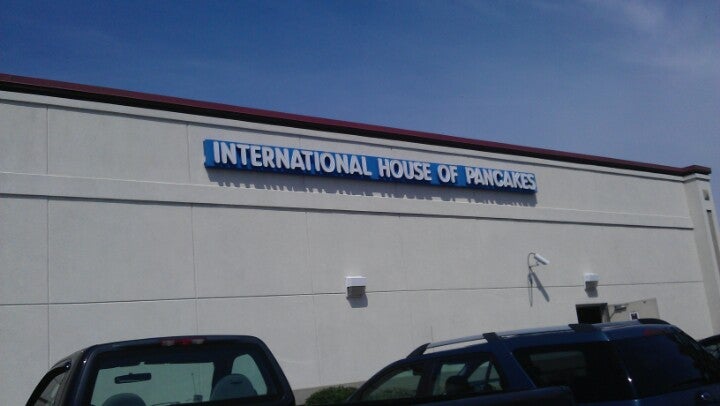 INTERNATIONAL HOUSE OF PANCAKES